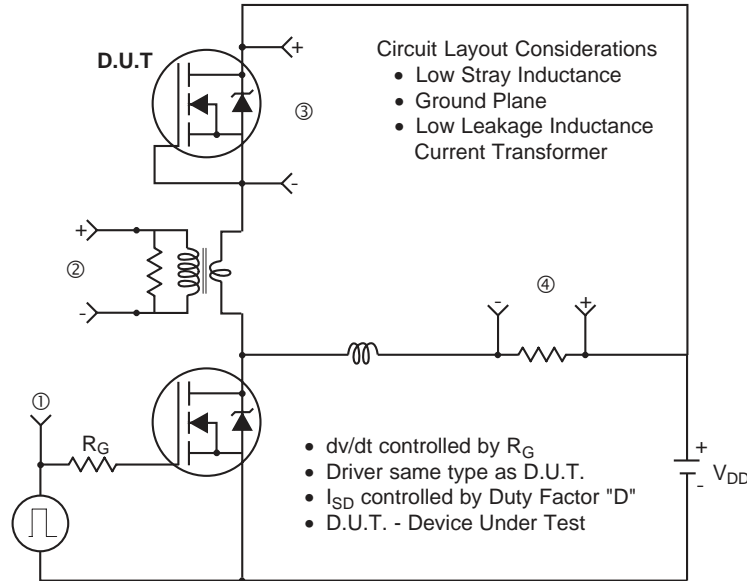 D.U.T
+
Circuit Layout Considerations
• Low Stray Inductance
③
• Ground Plane
• Low Leakage Inductance
Current Transformer
-
+
②
-
④
-
+
①
R_G
• dv/dt controlled by R_G
• Driver same type as D.U.T.
• I_SD controlled by Duty Factor "D"
• D.U.T. - Device Under Test
+
V_DD
-